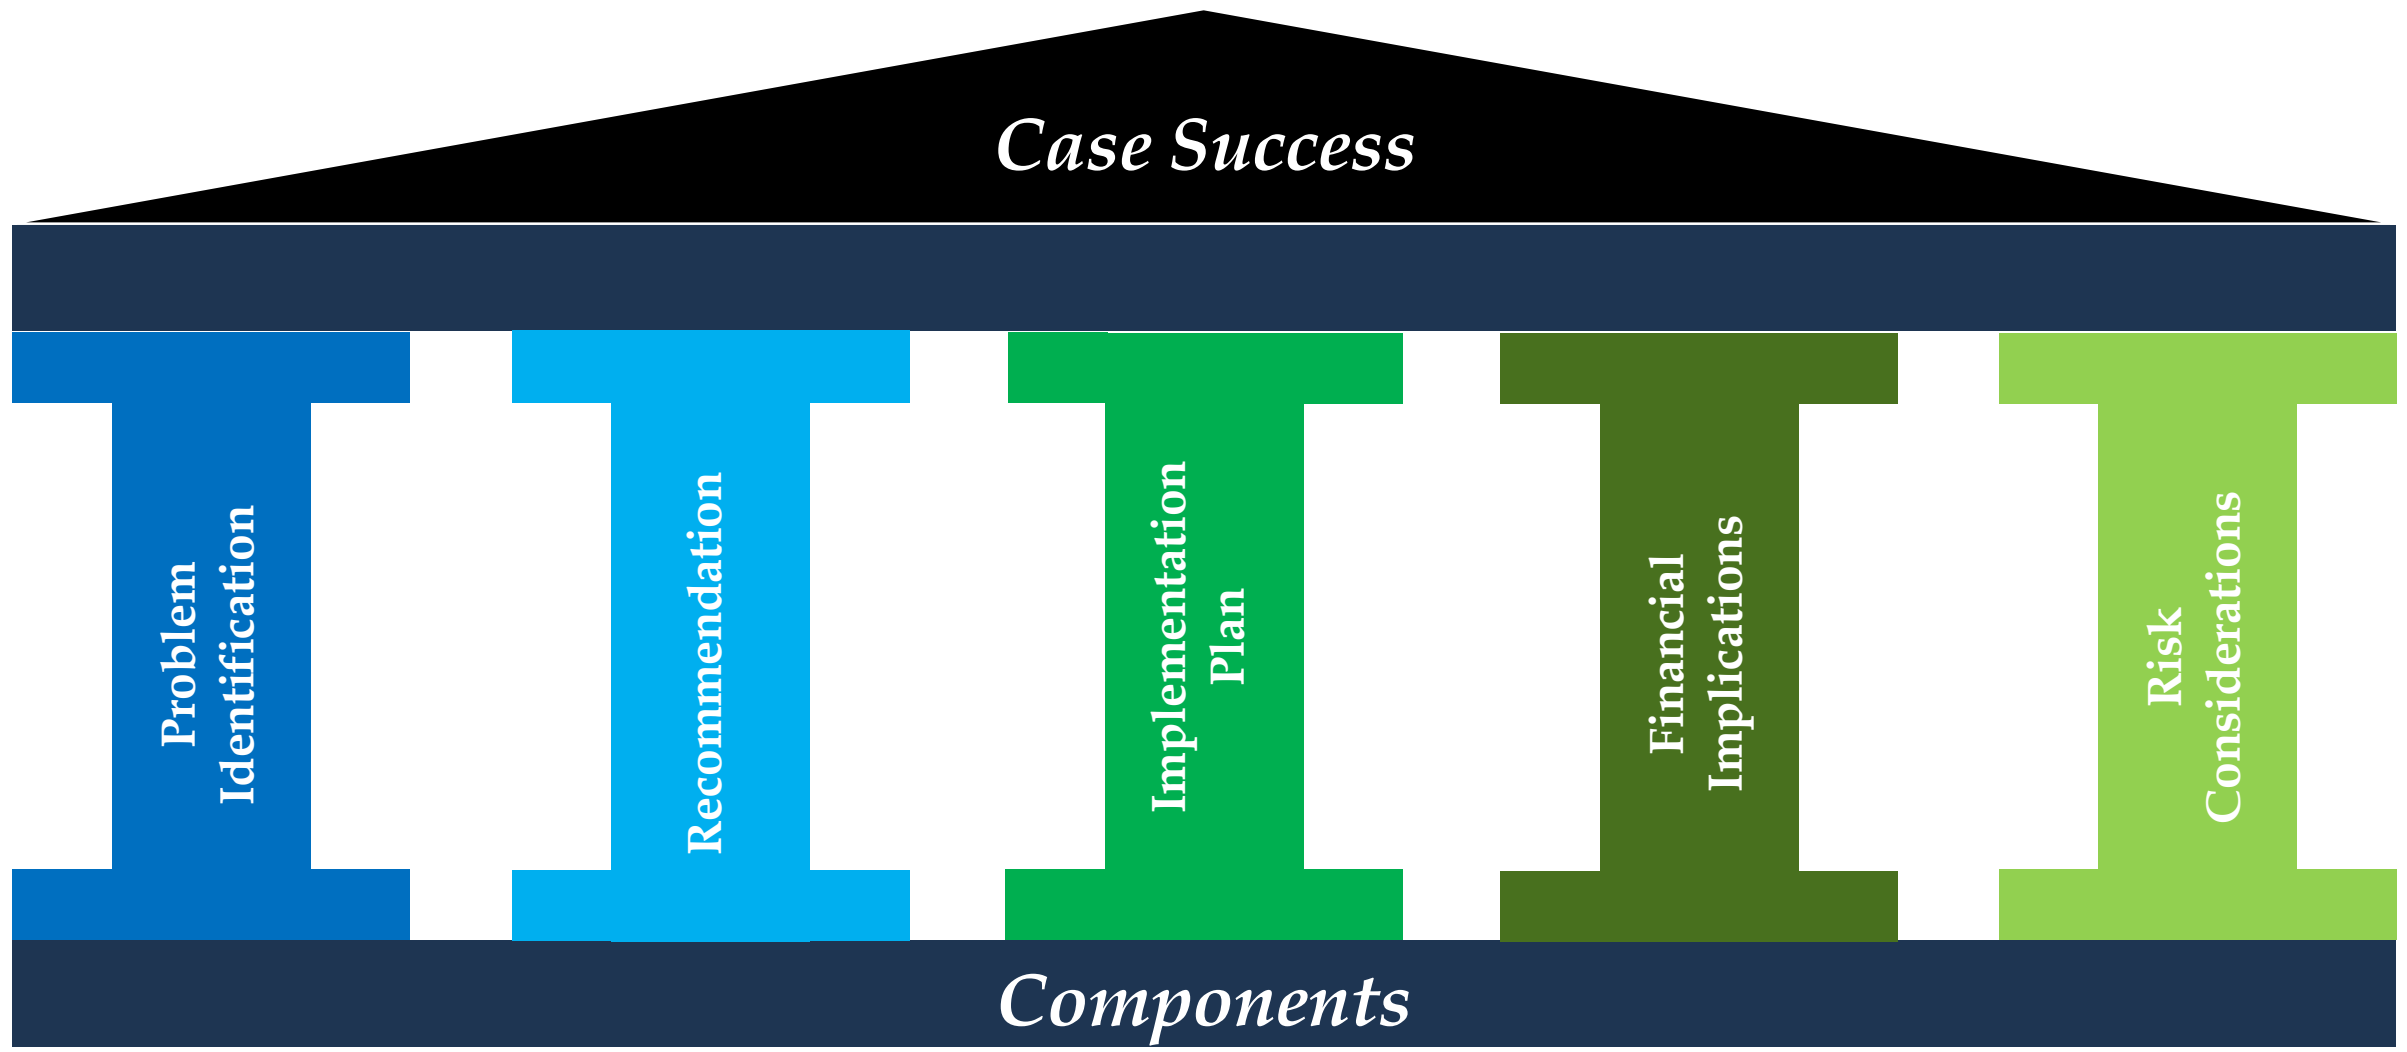 Case Success
Problem
Identification
Recommendation
Implementation
Plan
Financial
Implications
Risk
Considerations
Components